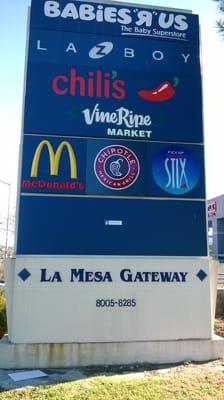 BABIES "R" US
The Baby Superstore
LA Z BOY
chili's
VineRipe
MARKET
McDonald's
CHIPOTLE
MEXICAN GRILL
PICK UP
STIX
LA MESA GATEWAY
8005-8285